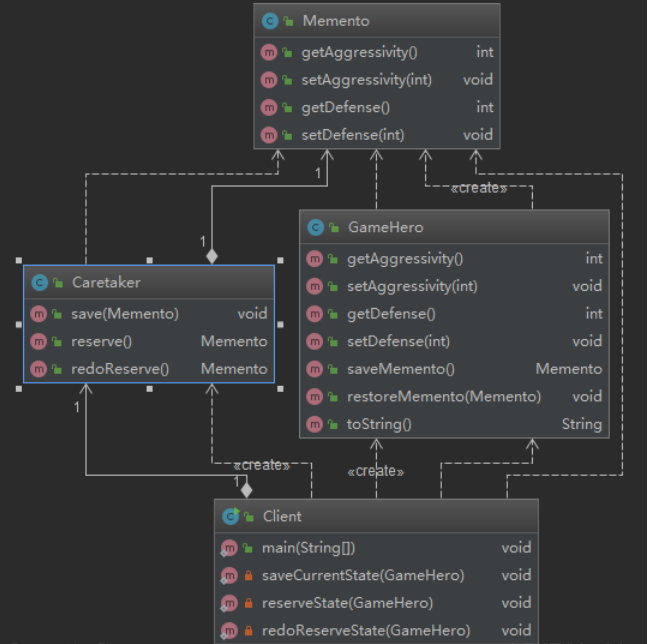 Memento
getAggressivity() int
setAggressivity(int) void
getDefense() int
setDefense(int) void
1
«create»
1
GameHero
getAggressivity() int
setAggressivity(int) void
getDefense() int
setDefense(int) void
saveMemento() Memento
restoreMemento(Memento) void
toString() String
Caretaker
save(Memento) void
reserve() Memento
redoReserve() Memento
1
«create»
«create»
1
Client
main(String[]) void
saveCurrentState(GameHero) void
reserveState(GameHero) void
redoReserveState(GameHero) void